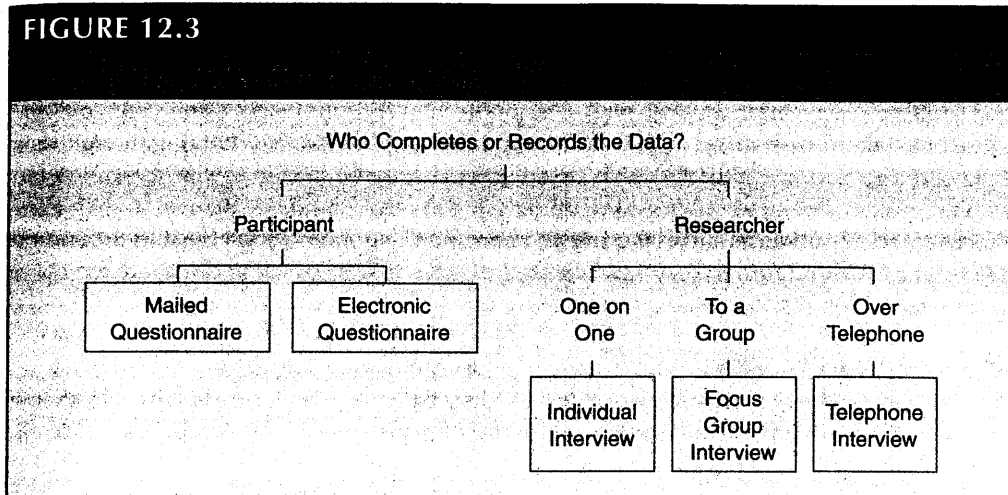 FIGURE 12.3
Who Completes or Records the Data?
Participant
Researcher
Mailed
Questionnaire
Electronic
Questionnaire
One on
One
To a
Group
Over
Telephone
Individual
Interview
Focus
Group
Interview
Telephone
Interview